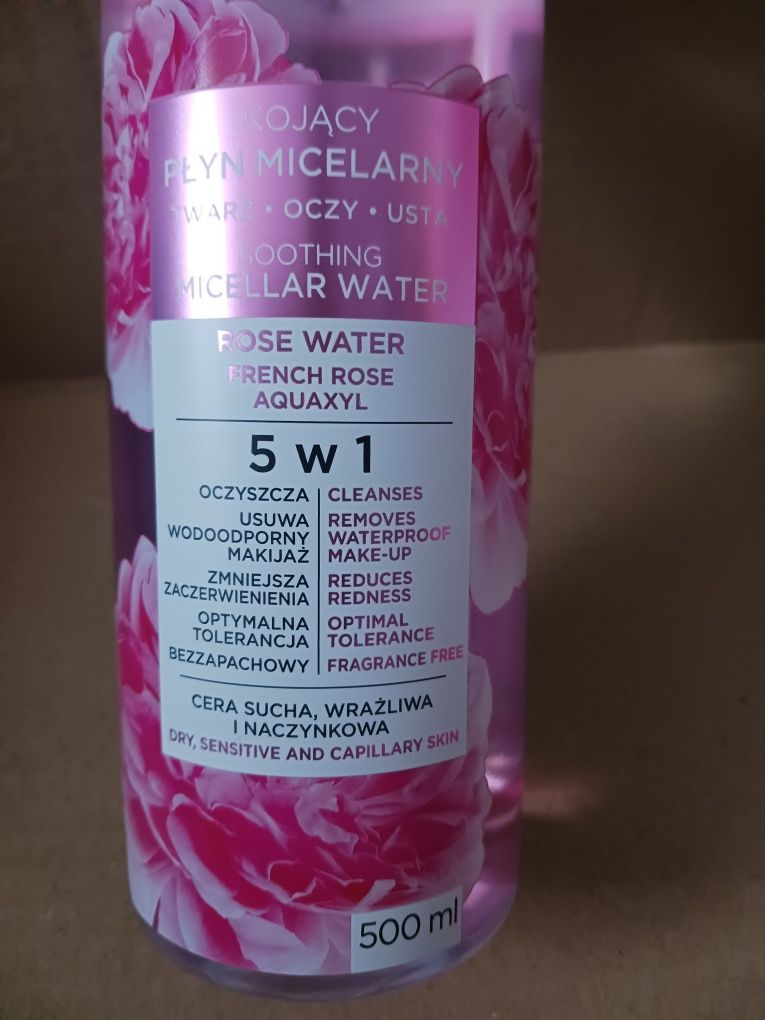 KOJĄCY
PŁYN MICELARNY
TWARZ • OCZY • USTA
SOOTHING
MICELLAR WATER
ROSE WATER
FRENCH ROSE
AQUAXYL
5 w 1
OCZYSZCZA
USUWA
WODOODPORNY
MAKIJAŻ
ZMNIEJSZA
ZACZERWIENIENIA
OPTYMALNA
TOLERANCJA
BEZZAPACHOWY
CLEANSES
REMOVES
WATERPROOF
MAKE-UP
REDUCES
REDNESS
OPTIMAL
TOLERANCE
FRAGRANCE FREE
CERA SUCHA, WRAŻLIWA
I NACZYNKOWA
DRY, SENSITIVE AND CAPILLARY SKIN
500 ml